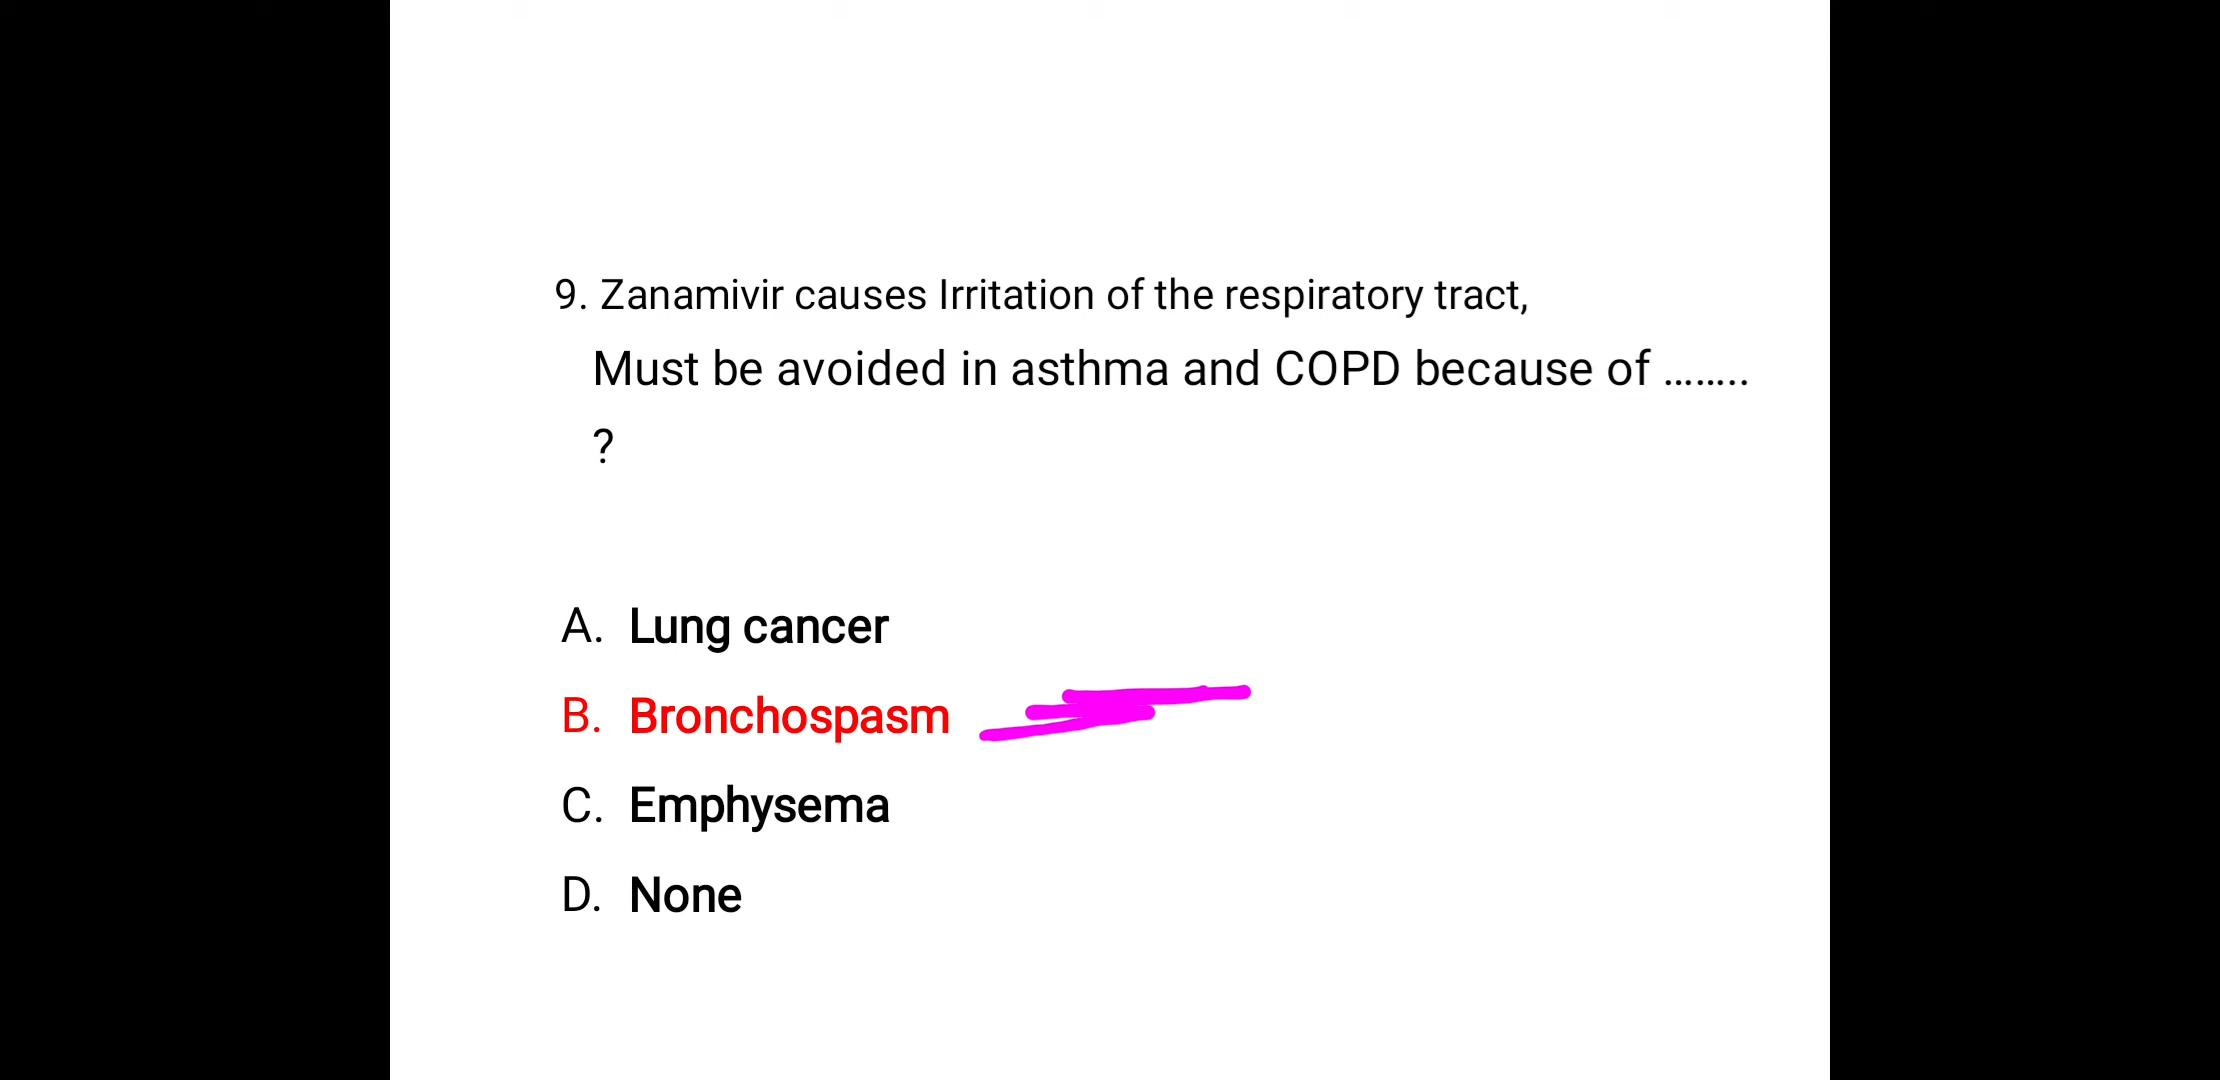 9. Zanamivir causes Irritation of the respiratory tract,
Must be avoided in asthma and COPD because of ........
?
A. Lung cancer
B. Bronchospasm
C. Emphysema
D. None